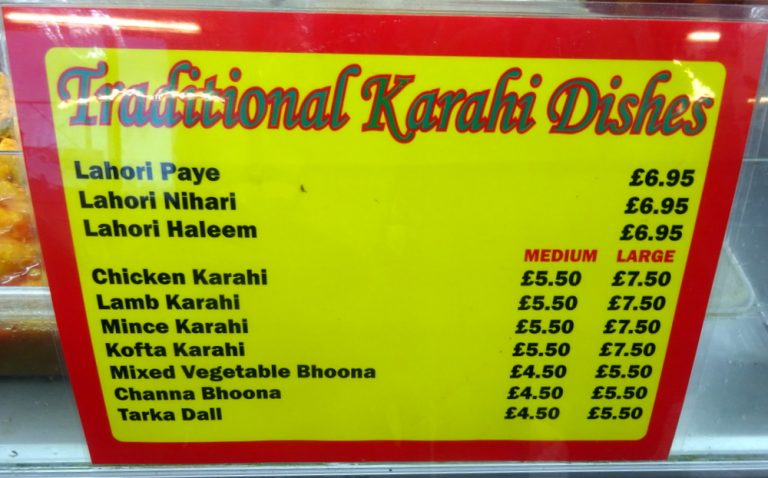 Traditional Karahi Dishes
Lahori Paye £6.95
Lahori Nihari £6.95
Lahori Haleem £6.95
MEDIUM LARGE
Chicken Karahi £5.50 £7.50
Lamb Karahi £5.50 £7.50
Mince Karahi £5.50 £7.50
Kofta Karahi £5.50 £7.50
Mixed Vegetable Bhoona £4.50 £5.50
Channa Bhoona £4.50 £5.50
Tarka Dall £4.50 £5.50